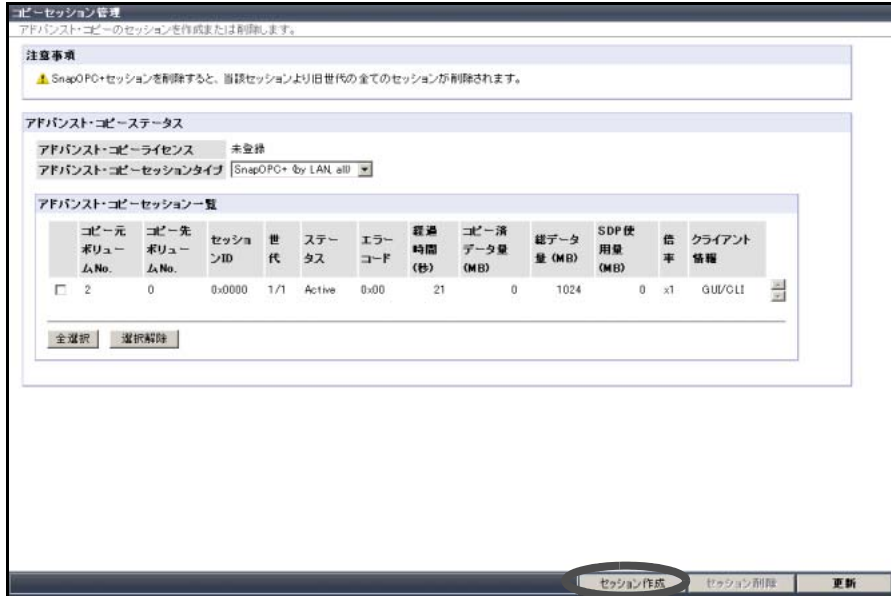 コピーセッション管理
アドバンスト・コピーのセッションを作成または削除します。
注意事項
SnapOPC+セッションを削除すると、当該セッションより旧世代の全てのセッションが削除されます。
アドバンスト・コピーステータス
アドバンスト・コピーライセンス 未登録
アドバンスト・コピーセッションタイプ SnapOPC+ (by LAN, all)
アドバンスト・コピーセッション一覧
コピー元ボリュームNo. コピー先ボリュームNo. セッションID 世代 ステータス エラーコード 経過時間(秒) コピー済データ量(MB) 総データ量(MB) SDP使用量(MB) 倍率 クライアント情報
2 0 0x0000 1/1 Active 0x00 21 0 1024 0 x1 GUI/CLI
全選択 選択解除
セッション作成 セッション削除 更新